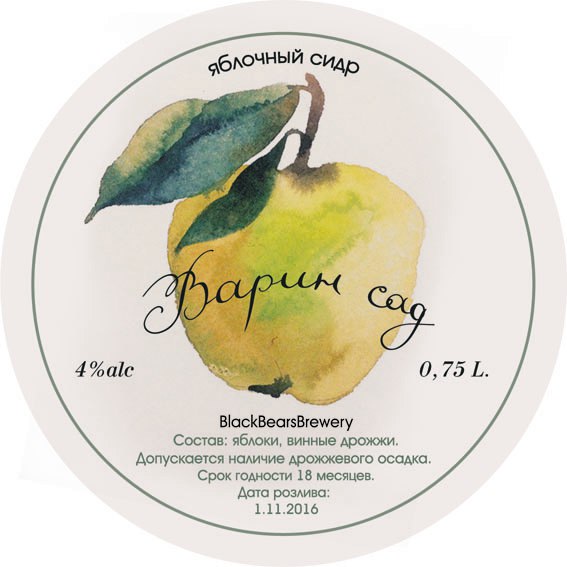 яблочный сидр
Варин сад
4%alc
0,75 L.
BlackBearsBrewery
Состав: яблоки, винные дрожжи.
Допускается наличие дрожжевого осадка.
Срок годности 18 месяцев.
Дата розлива:
1.11.2016